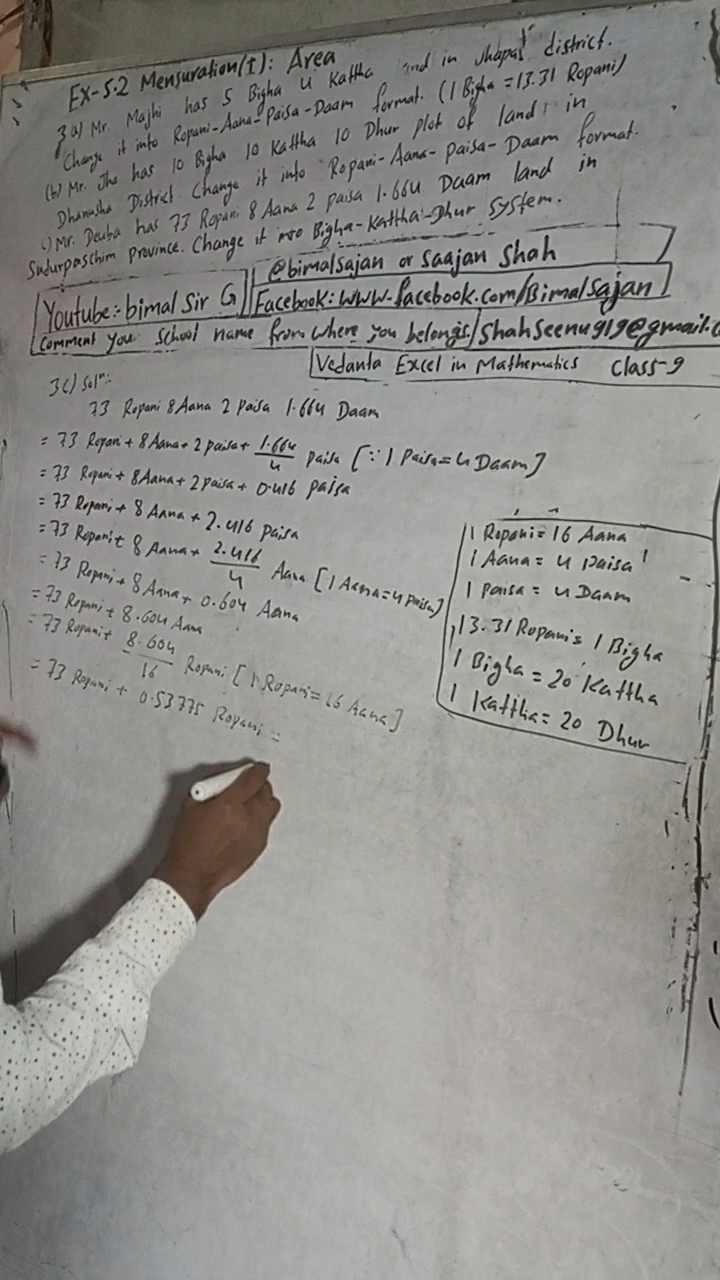 Ex-5.2 Mensuration(I): Area
3 a) Mr. Majhi has 5 Bigha 4 Kattha and in Jhapa district.
Change it into Ropani-Aana-Paisa-Daam format. (1 Bigha = 13.31 Ropani)
(b) Mr. Jha has 10 Bigha 10 Kattha 10 Dhur plot of land in
Dhanusha District. Change it into Ropani-Aana-Paisa-Daam format.
c) Mr. Deuba has 73 Ropani 8 Aana 2 paisa 1.664 Daam land in
Sudurpaschim province. Change it into Bigha-Kattha-Dhur system.
@bimalsajan or Saajan Shah
Youtube:- bimal Sir G
Facebook: www.facebook.com/Bimalsajan
Comment your School name from where you belongs/
Shahseenu919@gmail.c
Vedanta Excel in Mathematics Class-9
3c) Solⁿ:
73 Ropani 8 Aana 2 paisa 1.664 Daam
= 73 Ropani + 8 Aana + 2 paisa + 1.664/4 paisa [∵ 1 Paisa = 4 Daam]
= 73 Ropani + 8 Aana + 2 paisa + 0.416 paisa
= 73 Ropani + 8 Aana + 2.416 paisa
= 73 Ropani + 8 Aana + 2.416/4 Aana [1 Aana = 4 paisa]
= 73 Ropani + 8 Aana + 0.604 Aana
= 73 Ropani + 8.604 Aana
= 73 Ropani + 8.604/16 Ropani [1 Ropani = 16 Aana]
= 73 Ropani + 0.53775 Ropani =
1 Ropani = 16 Aana
1 Aana = 4 paisa
1 paisa = 4 Daam
13.31 Ropani = 1 Bigha
1 Bigha = 20 Kattha
1 Kattha = 20 Dhur